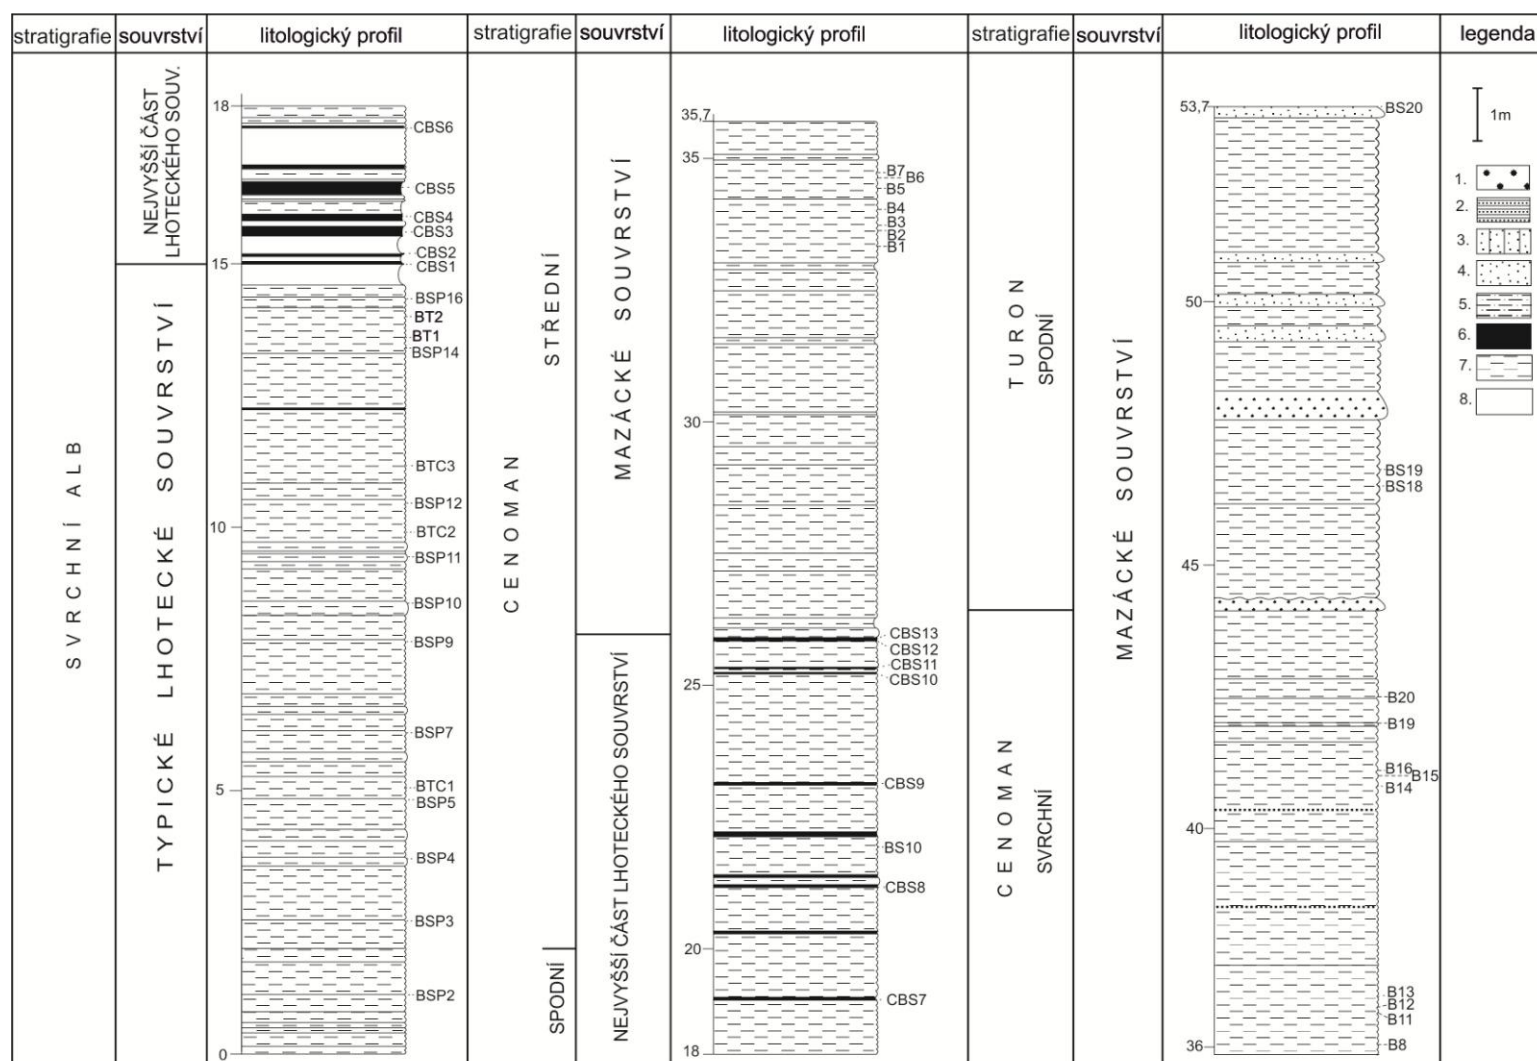 stratigrafie souvrství litologický profil stratigrafie souvrství litologický profil stratigrafie souvrství litologický profil legenda
SVRCHNÍ ALB
NEJVYŠŠÍ ČÁST
LHOTECKÉHO SOUV.
TYPICKÉ LHOTECKÉ SOUVRSTVÍ
18
15
10
5
0
CBS6
CBS5
CBS4
CBS3
CBS2
CBS1
BSP16
BT2
BT1
BSP14
BTC3
BSP12
BTC2
BSP11
BSP10
BSP9
BSP7
BTC1
BSP5
BSP4
BSP3
BSP2
CENOMAN
STŘEDNÍ
SPODNÍ
MAZÁCKÉ SOUVRSTVÍ
NEJVYŠŠÍ ČÁST LHOTECKÉHO SOUVRSTVÍ
35,7
35
30
25
20
18
B7
B6
B5
B4
B3
B2
B1
CBS13
CBS12
CBS11
CBS10
CBS9
BS10
CBS8
CBS7
TURON
SPODNÍ
CENOMAN
SVRCHNÍ
MAZÁCKÉ SOUVRSTVÍ
53,7
50
45
40
36
BS20
BS19
BS18
B20
B19
B16
B15
B14
B13
B12
B11
B8
1m
1.
2.
3.
4.
5.
6.
7.
8.